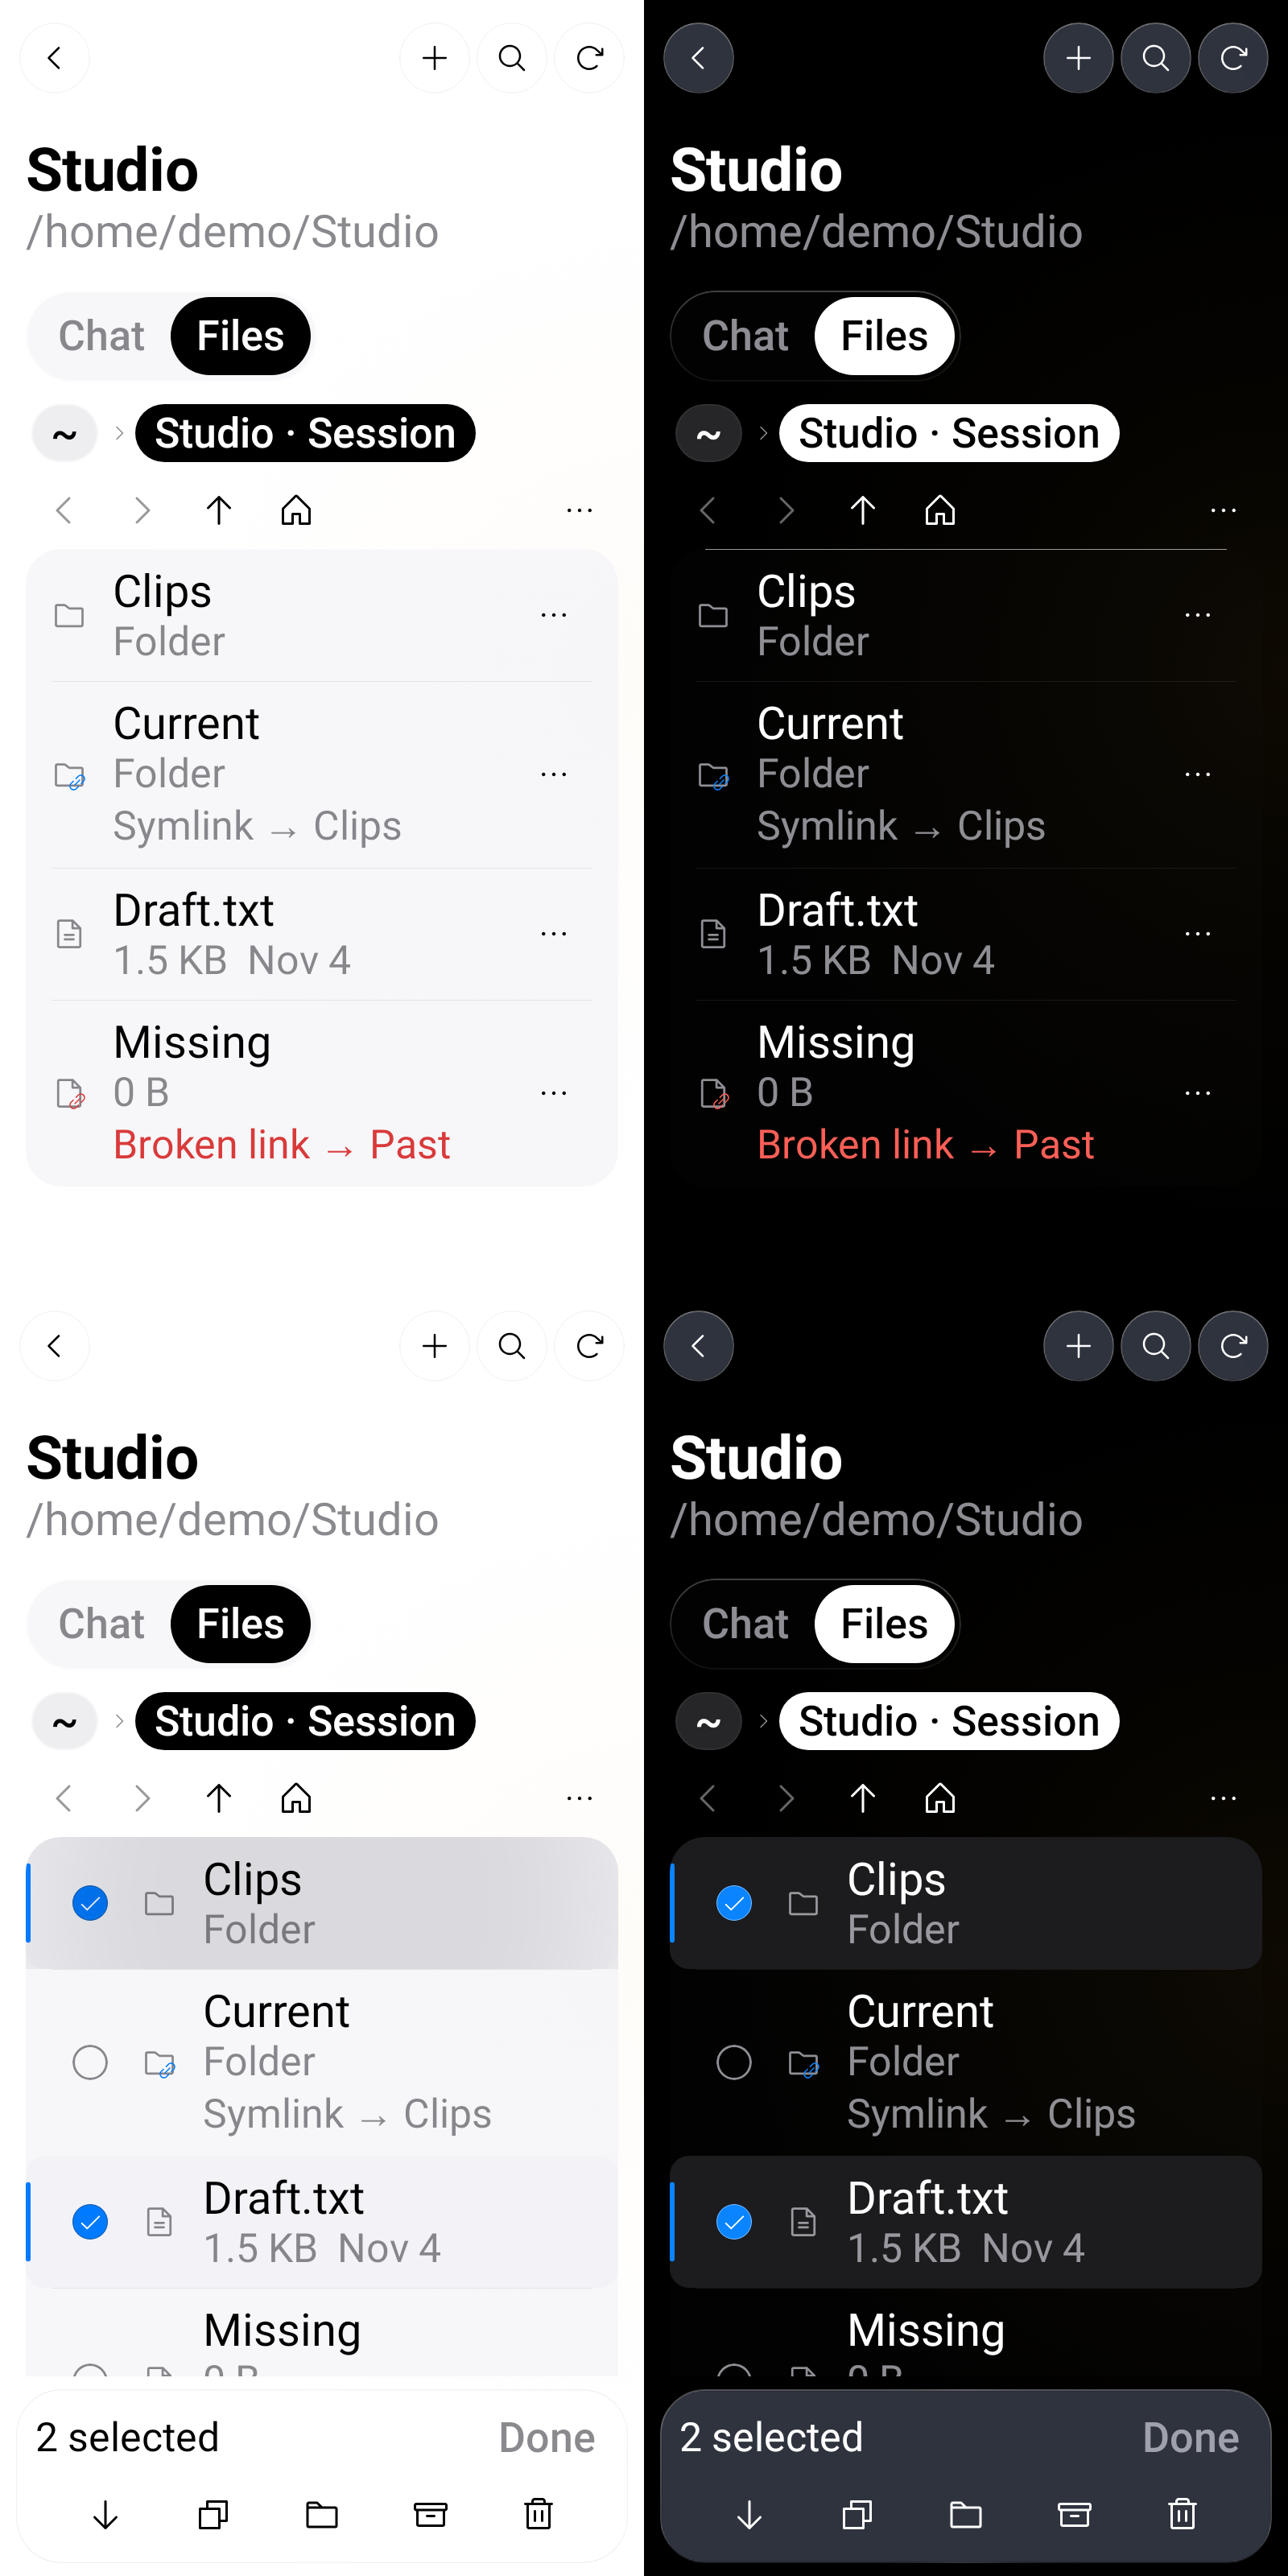 Studio
/home/demo/Studio
Chat Files
~ › Studio · Session
Clips
Folder
Current
Folder
Symlink → Clips
Draft.txt
1.5 KB Nov 4
Missing
0 B
Broken link → Past
Studio
/home/demo/Studio
Chat Files
~ › Studio · Session
Clips
Folder
Current
Folder
Symlink → Clips
Draft.txt
1.5 KB Nov 4
Missing
0 B
Broken link → Past
Studio
/home/demo/Studio
Chat Files
~ › Studio · Session
Clips
Folder
Current
Folder
Symlink → Clips
Draft.txt
1.5 KB Nov 4
Missing
0 B
2 selected Done
Studio
/home/demo/Studio
Chat Files
~ › Studio · Session
Clips
Folder
Current
Folder
Symlink → Clips
Draft.txt
1.5 KB Nov 4
Missing
0 B
2 selected Done